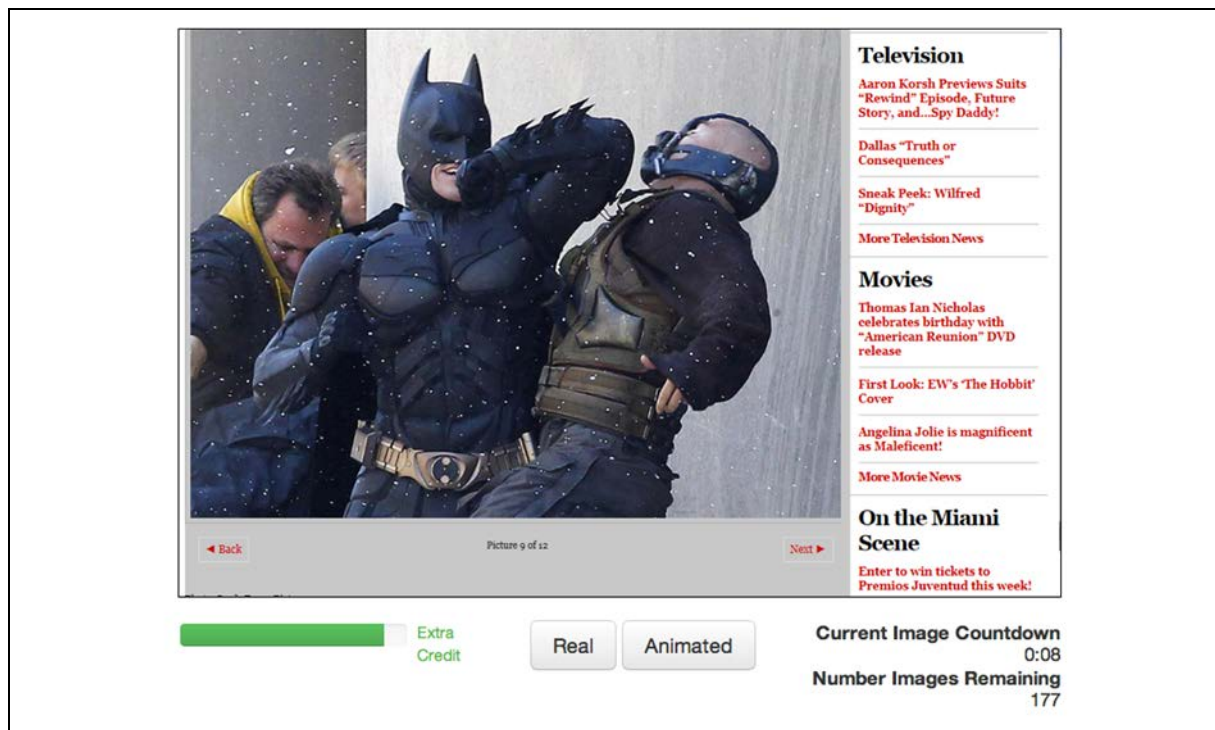 Television
Aaron Korsh Previews Suits
“Rewind” Episode, Future
Story, and...Spy Daddy!
Dallas “Truth or
Consequences”
Sneak Peek: Wilfred
“Dignity”
More Television News
Movies
Thomas Ian Nicholas
celebrates birthday with
“American Reunion” DVD
release
First Look: EW’s ‘The Hobbit’
Cover
Angelina Jolie is magnificent
as Maleficent!
More Movie News
On the Miami
Scene
Enter to win tickets to
Premios Juventud this week!
◄ Back
Picture 9 of 12
Next ►
Extra
Credit
Real
Animated
Current Image Countdown
0:08
Number Images Remaining
177